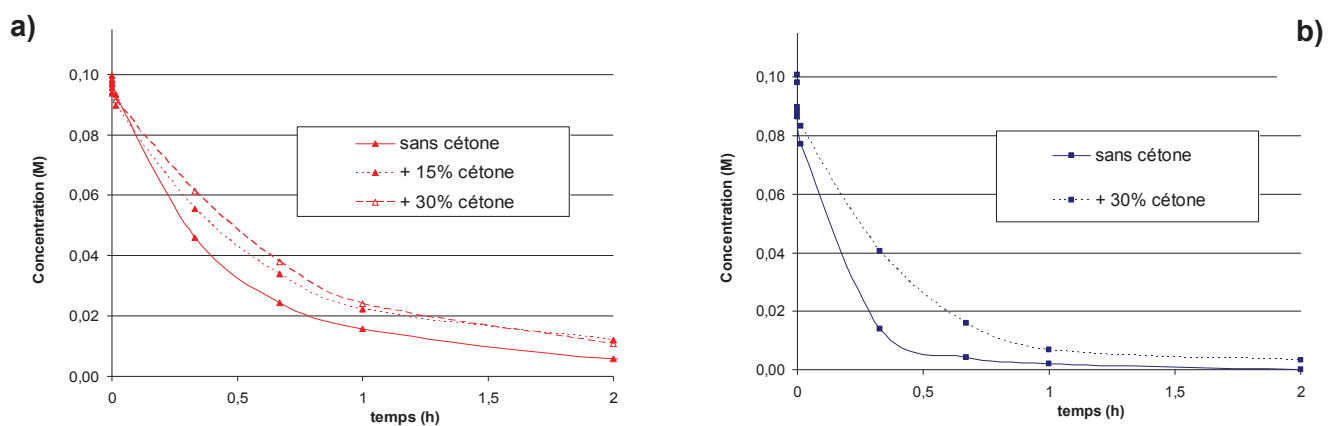 a)
Concentration (M)
0,10
0,08
0,06
0,04
0,02
0,00
0
0,5
1
1,5
2
temps (h)
sans cétone
+ 15% cétone
+ 30% cétone
b)
Concentration (M)
0,10
0,08
0,06
0,04
0,02
0,00
0
0,5
1
1,5
2
temps (h)
sans cétone
+ 30% cétone